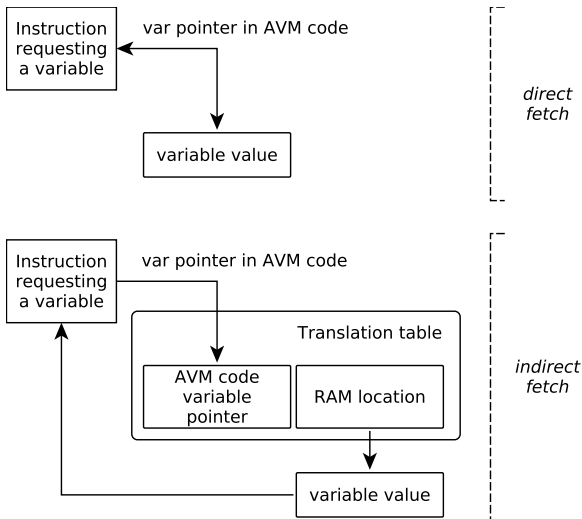 Instruction
requesting
a variable
var pointer in AVM code
variable value
direct
fetch
Instruction
requesting
a variable
var pointer in AVM code
Translation table
AVM code
variable
pointer
RAM location
variable value
indirect
fetch